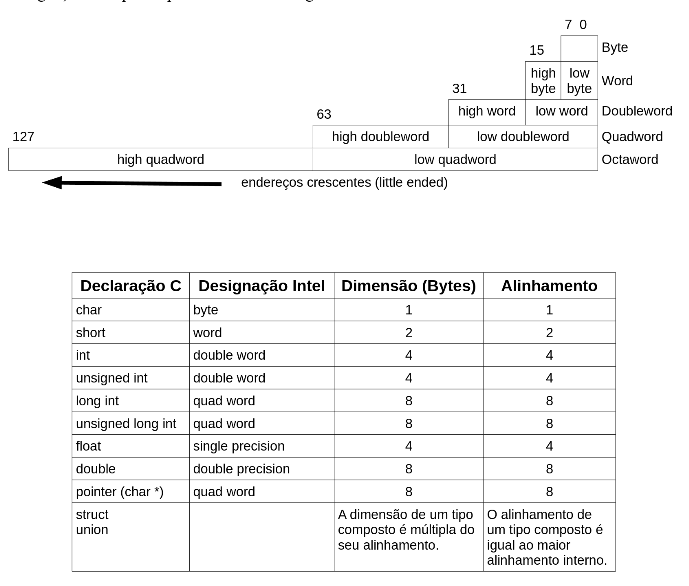 7 0
Byte
15
high low
byte byte
Word
31
high word low word Doubleword
63
high doubleword low doubleword Quadword
127
high quadword low quadword Octaword
endereços crescentes (little ended)
Declaração C Designação Intel Dimensão (Bytes) Alinhamento
char byte 1 1
short word 2 2
int double word 4 4
unsigned int double word 4 4
long int quad word 8 8
unsigned long int quad word 8 8
float single precision 4 4
double double precision 8 8
pointer (char *) quad word 8 8
struct
union
A dimensão de um tipo
composto é múltipla do
seu alinhamento.
O alinhamento de
um tipo composto é
igual ao maior
alinhamento interno.